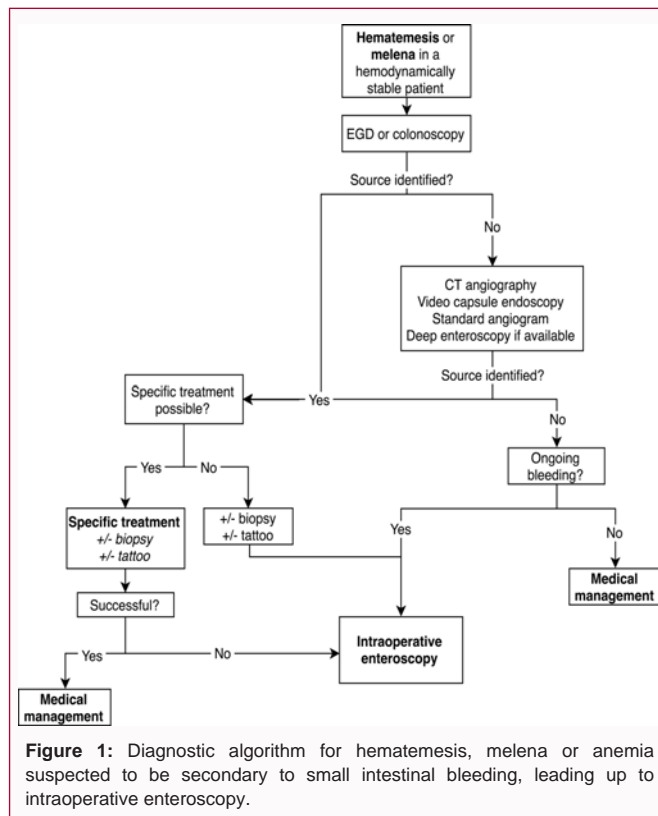 Hematemesis or
melena in a
hemodynamically
stable patient
EGD or colonoscopy
Source identified?
No
CT angiography
Video capsule endoscopy
Standard angiogram
Deep enteroscopy if available
Source identified?
Specific treatment
possible?
Yes
No
Ongoing
bleeding?
Yes
No
Specific treatment
+/- biopsy
+/- tattoo
+/- biopsy
+/- tattoo
Yes
No
Medical
management
Successful?
Yes
No
Intraoperative
enteroscopy
Medical
management
Figure 1: Diagnostic algorithm for hematemesis, melena or anemia
suspected to be secondary to small intestinal bleeding, leading up to
intraoperative enteroscopy.